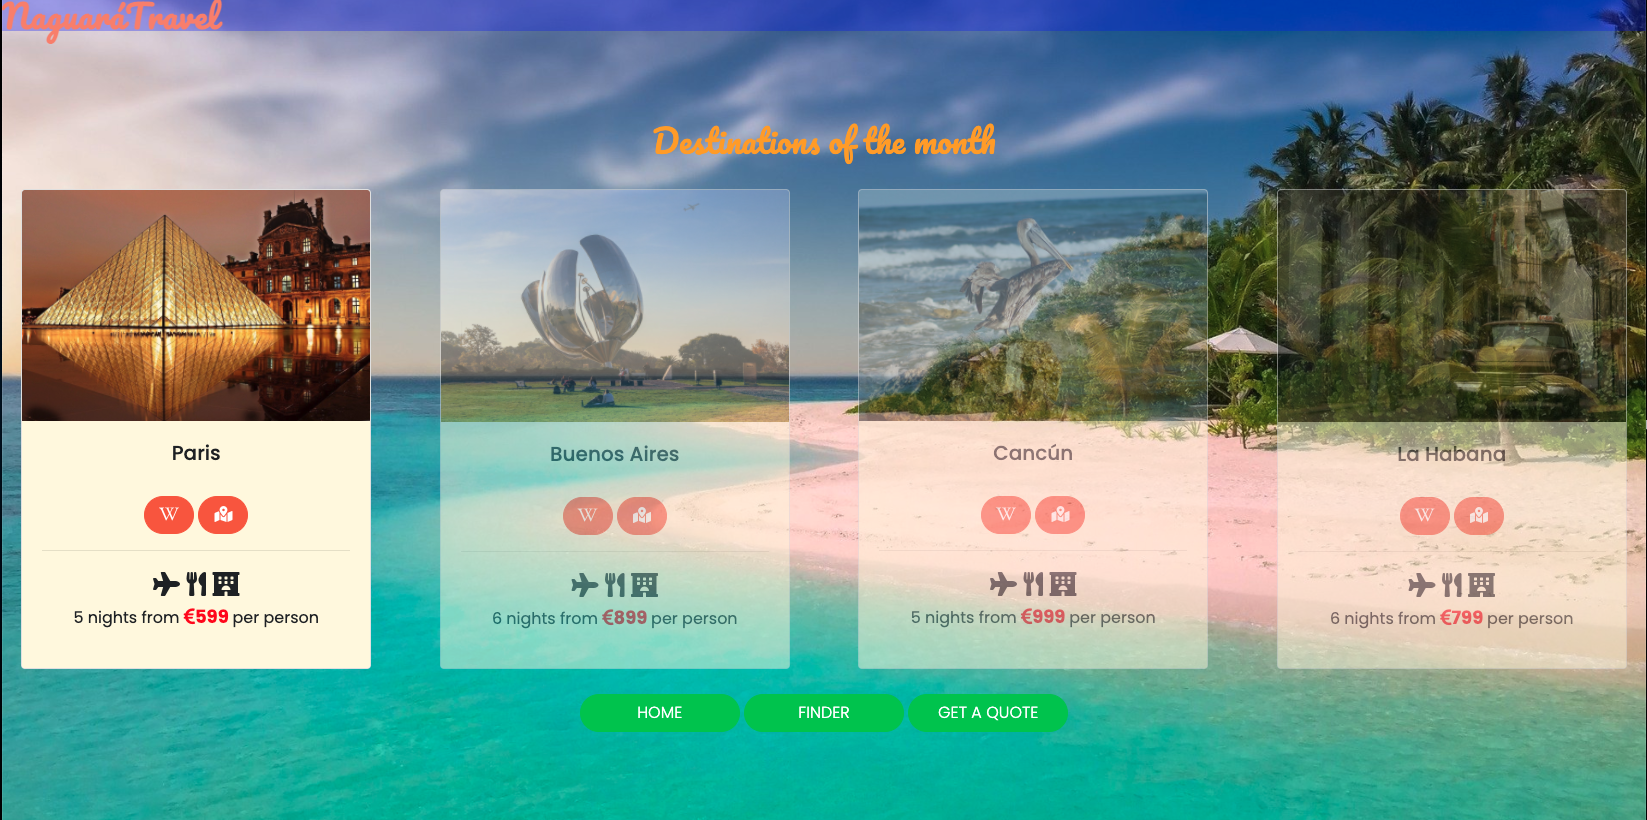 NaguaráTravel
Destinations of the month
Paris
W
5 nights from €599 per person
Buenos Aires
W
6 nights from €899 per person
Cancún
W
5 nights from €999 per person
La Habana
W
6 nights from €799 per person
HOME
FINDER
GET A QUOTE